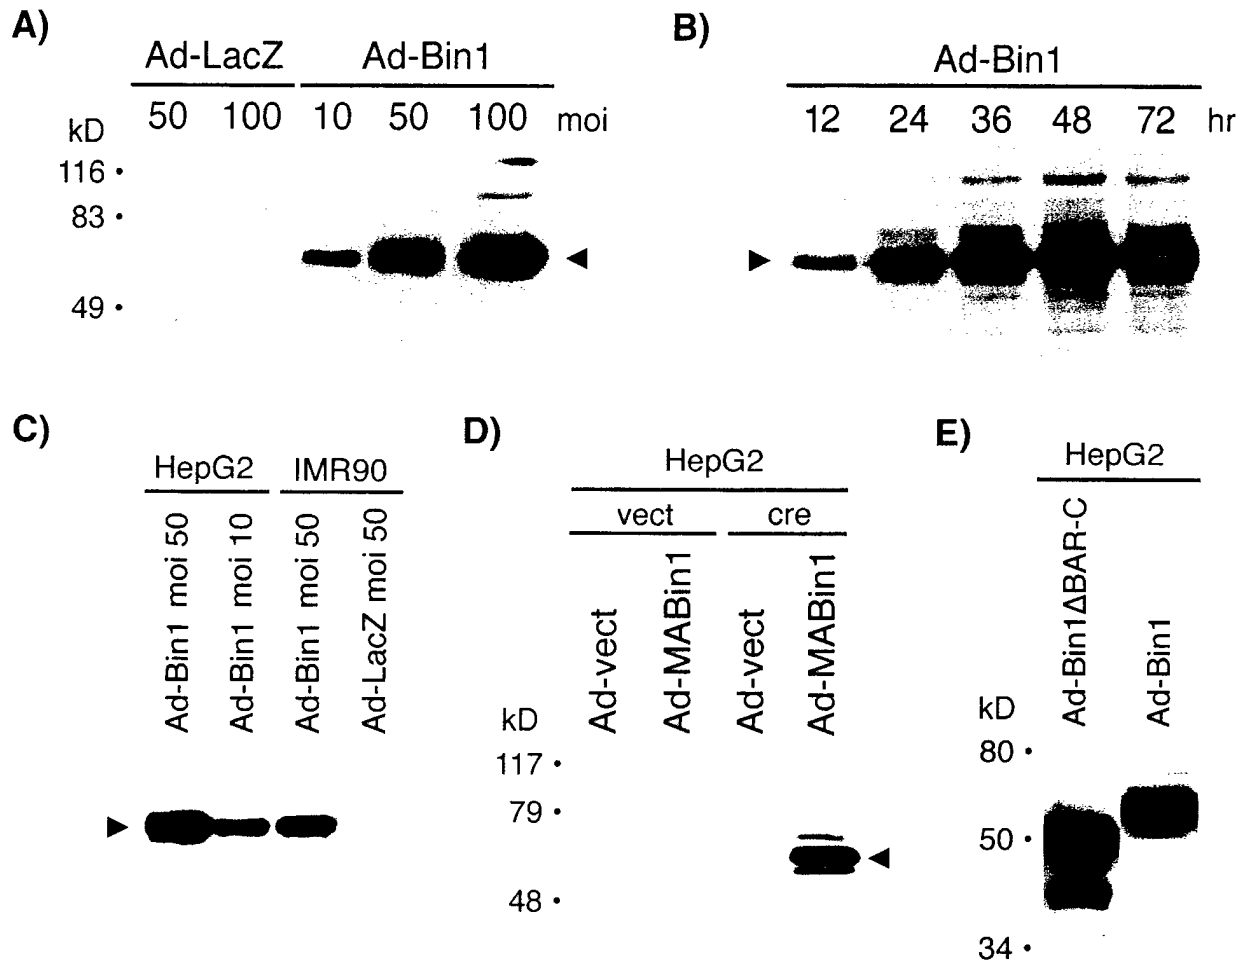 A)
Ad-LacZ Ad-Bin1
50 100 10 50 100 moi
kD
116
83
49
B)
Ad-Bin1
12 24 36 48 72 hr
C)
HepG2 IMR90
Ad-Bin1 moi 50
Ad-Bin1 moi 10
Ad-Bin1 moi 50
Ad-LacZ moi 50
D)
HepG2
vect cre
Ad-vect
Ad-MABin1
Ad-vect
Ad-MABin1
kD
117
79
48
E)
HepG2
Ad-Bin1ΔBAR-C
Ad-Bin1
kD
80
50
34